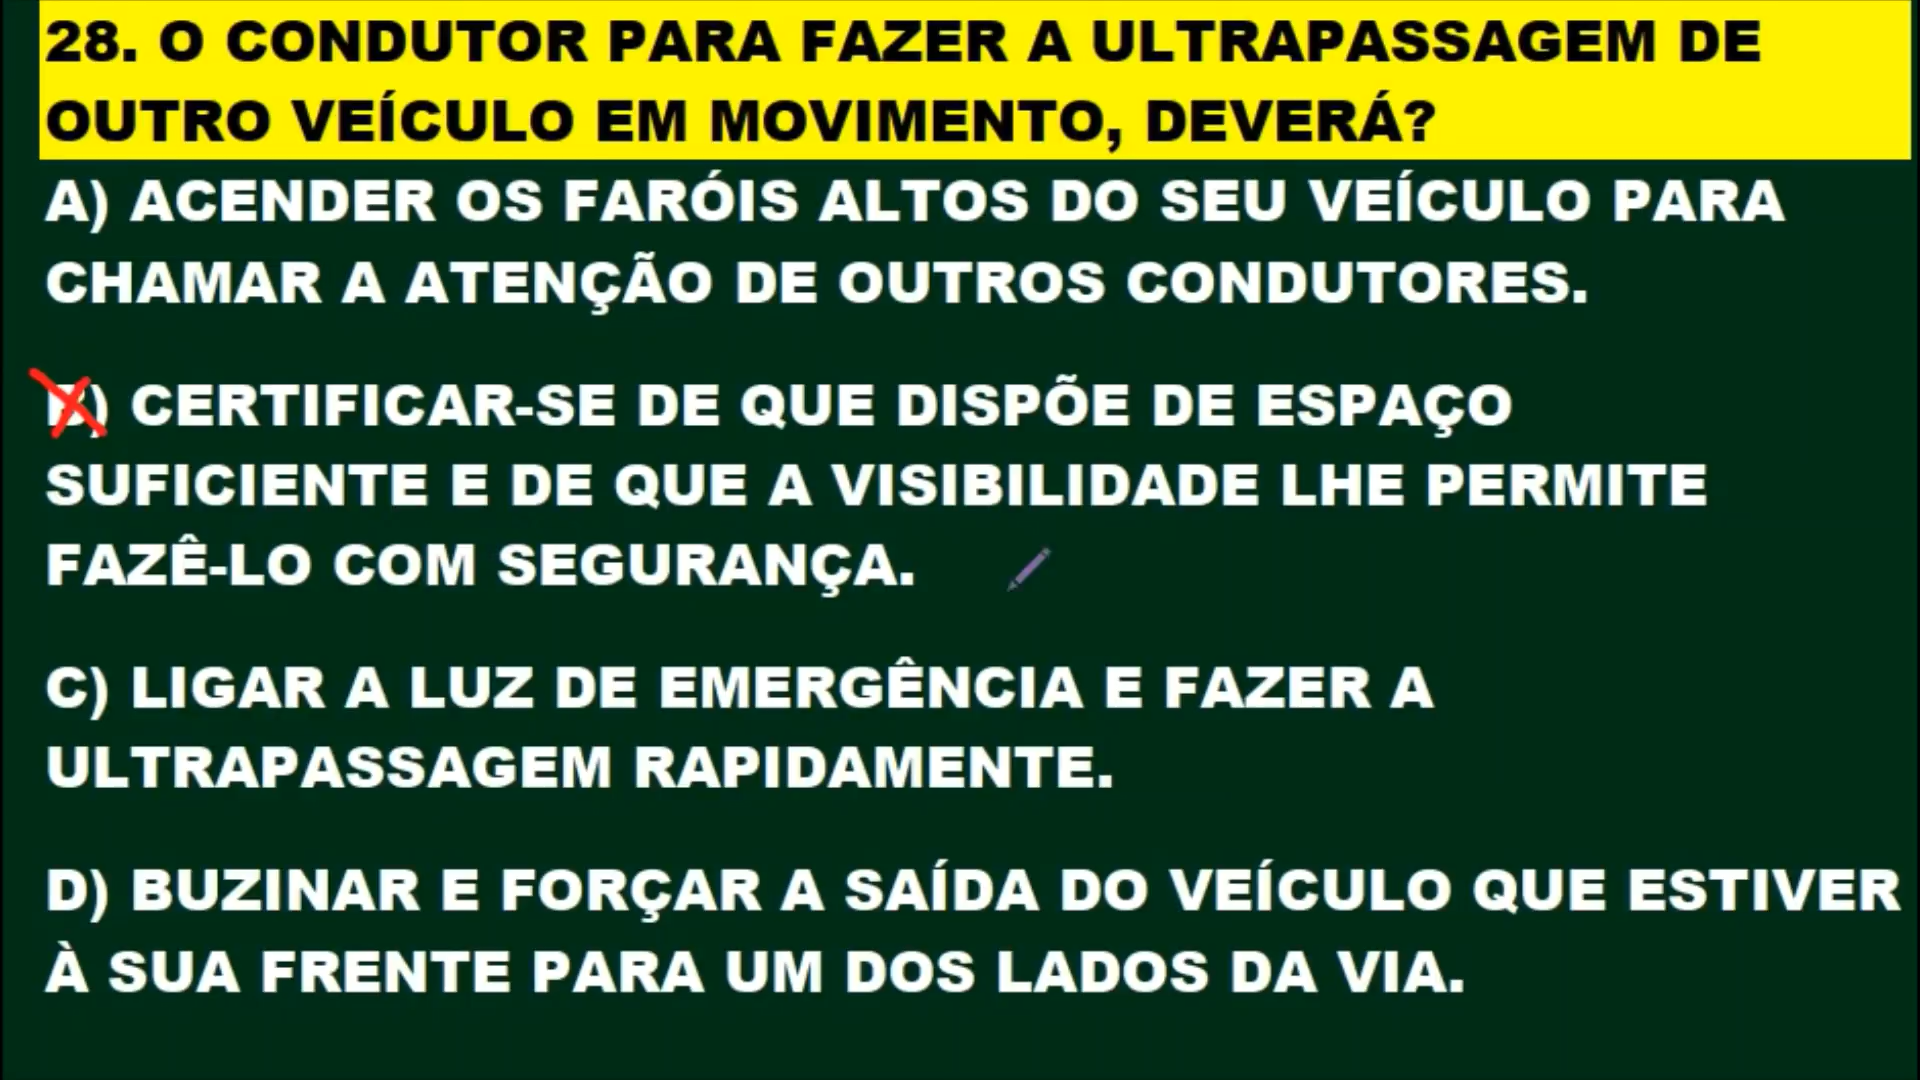 28. O CONDUTOR PARA FAZER A ULTRAPASSAGEM DE
OUTRO VEÍCULO EM MOVIMENTO, DEVERÁ?
A) ACENDER OS FARÓIS ALTOS DO SEU VEÍCULO PARA
CHAMAR A ATENÇÃO DE OUTROS CONDUTORES.
B) CERTIFICAR-SE DE QUE DISPÕE DE ESPAÇO
SUFICIENTE E DE QUE A VISIBILIDADE LHE PERMITE
FAZÊ-LO COM SEGURANÇA.
C) LIGAR A LUZ DE EMERGÊNCIA E FAZER A
ULTRAPASSAGEM RAPIDAMENTE.
D) BUZINAR E FORÇAR A SAÍDA DO VEÍCULO QUE ESTIVER
À SUA FRENTE PARA UM DOS LADOS DA VIA.